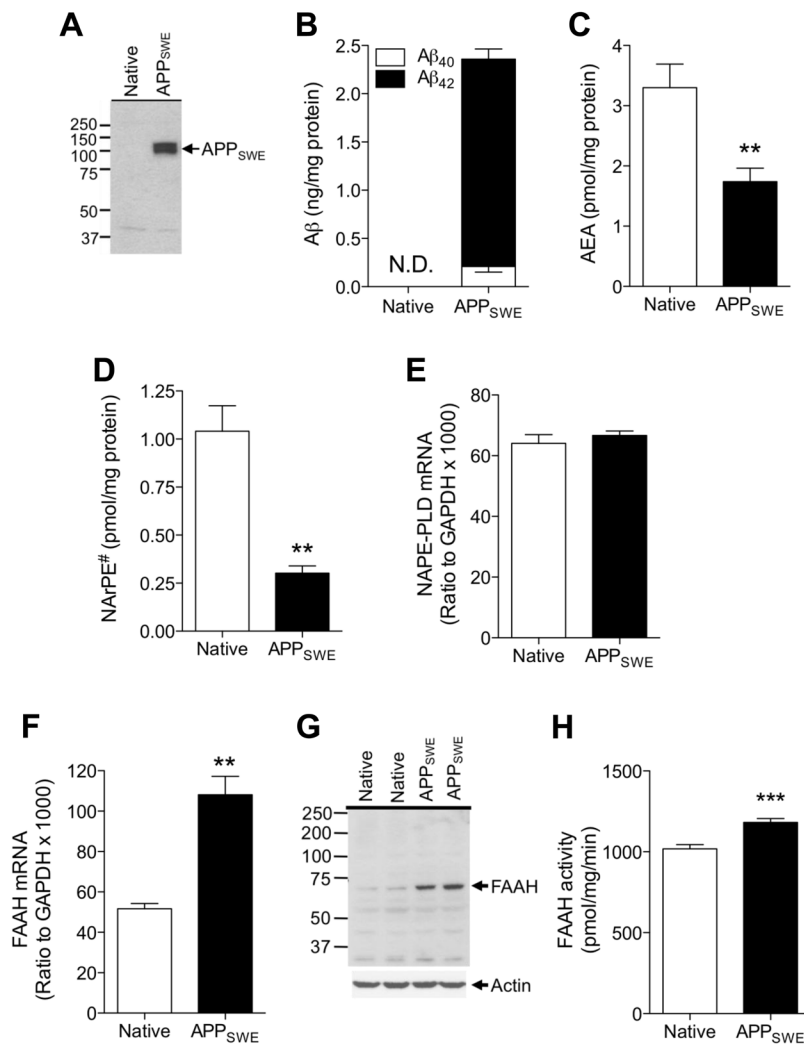 A
Native
APPSWE
250
150
100
75
50
37
APPSWE
B
Aβ (ng/mg protein)
2.5
2.0
1.5
1.0
0.5
0.0
Aβ40
Aβ42
N.D.
Native
APPSWE
C
AEA (pmol/mg protein)
4
3
2
1
0
**
Native
APPSWE
D
NArPE# (pmol/mg protein)
1.25
1.00
0.75
0.50
0.25
0.00
**
Native
APPSWE
E
NAPE-PLD mRNA
(Ratio to GAPDH x 1000)
80
60
40
20
0
Native
APPSWE
F
FAAH mRNA
(Ratio to GAPDH x 1000)
120
100
80
60
40
20
0
**
Native
APPSWE
G
Native
Native
APPSWE
APPSWE
250
200
100
75
50
37
FAAH
Actin
H
FAAH activity
(pmol/mg/min)
1500
1000
500
0
***
Native
APPSWE